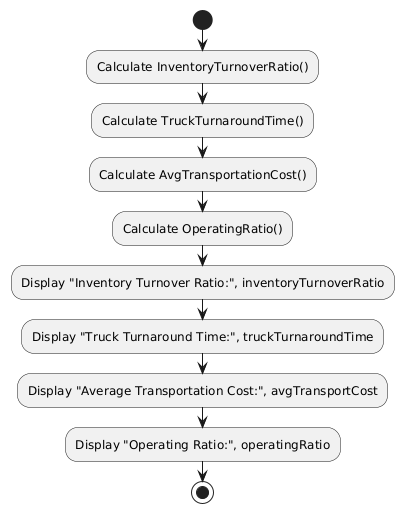 Calculate InventoryTurnoverRatio()
Calculate TruckTurnaroundTime()
Calculate AvgTransportationCost()
Calculate OperatingRatio()
Display "Inventory Turnover Ratio:", inventoryTurnoverRatio
Display "Truck Turnaround Time:", truckTurnaroundTime
Display "Average Transportation Cost:", avgTransportCost
Display "Operating Ratio:", operatingRatio